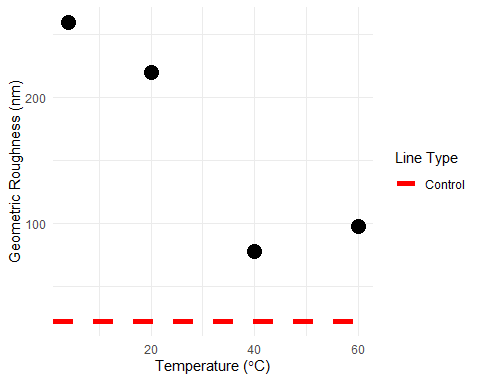 Geometric Roughness (nm)
200
100
20
40
60
Temperature (°C)
Line Type
Control